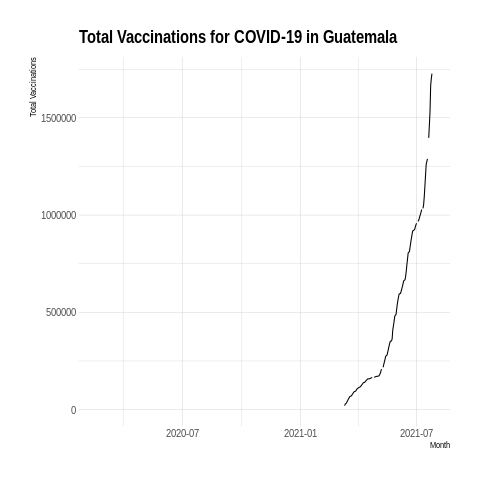 Total Vaccinations for COVID-19 in Guatemala
Total Vaccinations
1500000
1000000
500000
0
2020-07 2021-01 2021-07
Month